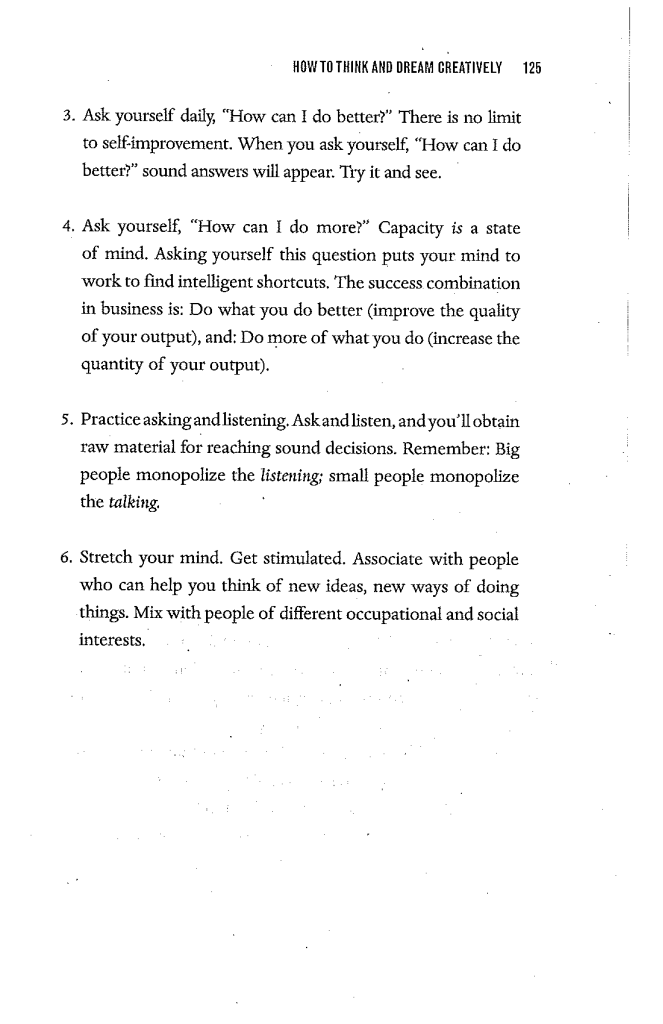 HOW TO THINK AND DREAM CREATIVELY 125
3. Ask yourself daily, “How can I do better?” There is no limit
to self-improvement. When you ask yourself, “How can I do
better?” sound answers will appear. Try it and see.
4. Ask yourself, “How can I do more?” Capacity is a state
of mind. Asking yourself this question puts your mind to
work to find intelligent shortcuts. The success combination
in business is: Do what you do better (improve the quality
of your output), and: Do more of what you do (increase the
quantity of your output).
5. Practice asking and listening. Ask and listen, and you’ll obtain
raw material for reaching sound decisions. Remember: Big
people monopolize the listening; small people monopolize
the talking.
6. Stretch your mind. Get stimulated. Associate with people
who can help you think of new ideas, new ways of doing
things. Mix with people of different occupational and social
interests.